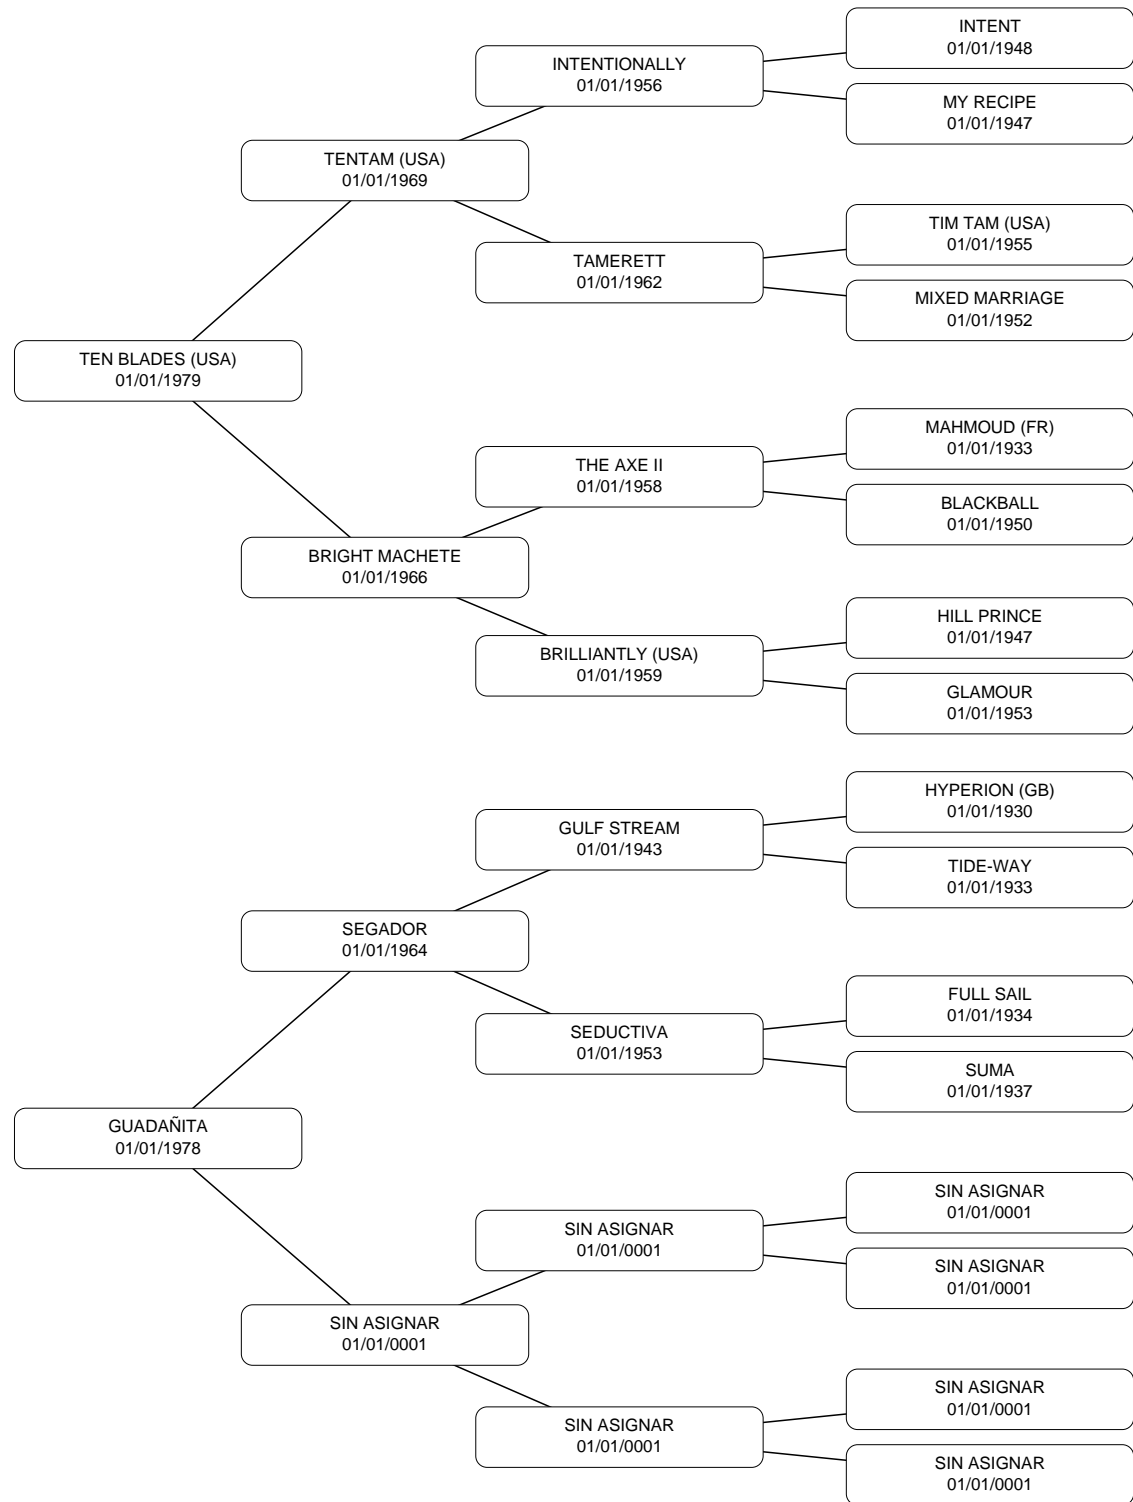 INTENT
01/01/1948
INTENTIONALLY
01/01/1956
MY RECIPE
01/01/1947
TENTAM (USA)
01/01/1969
TIM TAM (USA)
01/01/1955
TAMERETT
01/01/1962
MIXED MARRIAGE
01/01/1952
TEN BLADES (USA)
01/01/1979
MAHMOUD (FR)
01/01/1933
THE AXE II
01/01/1958
BLACKBALL
01/01/1950
BRIGHT MACHETE
01/01/1966
HILL PRINCE
01/01/1947
BRILLIANTLY (USA)
01/01/1959
GLAMOUR
01/01/1953
HYPERION (GB)
01/01/1930
GULF STREAM
01/01/1943
TIDE-WAY
01/01/1933
SEGADOR
01/01/1964
FULL SAIL
01/01/1934
SEDUCTIVA
01/01/1953
SUMA
01/01/1937
GUADAÑITA
01/01/1978
SIN ASIGNAR
01/01/0001
SIN ASIGNAR
01/01/0001
SIN ASIGNAR
01/01/0001
SIN ASIGNAR
01/01/0001
SIN ASIGNAR
01/01/0001
SIN ASIGNAR
01/01/0001
SIN ASIGNAR
01/01/0001